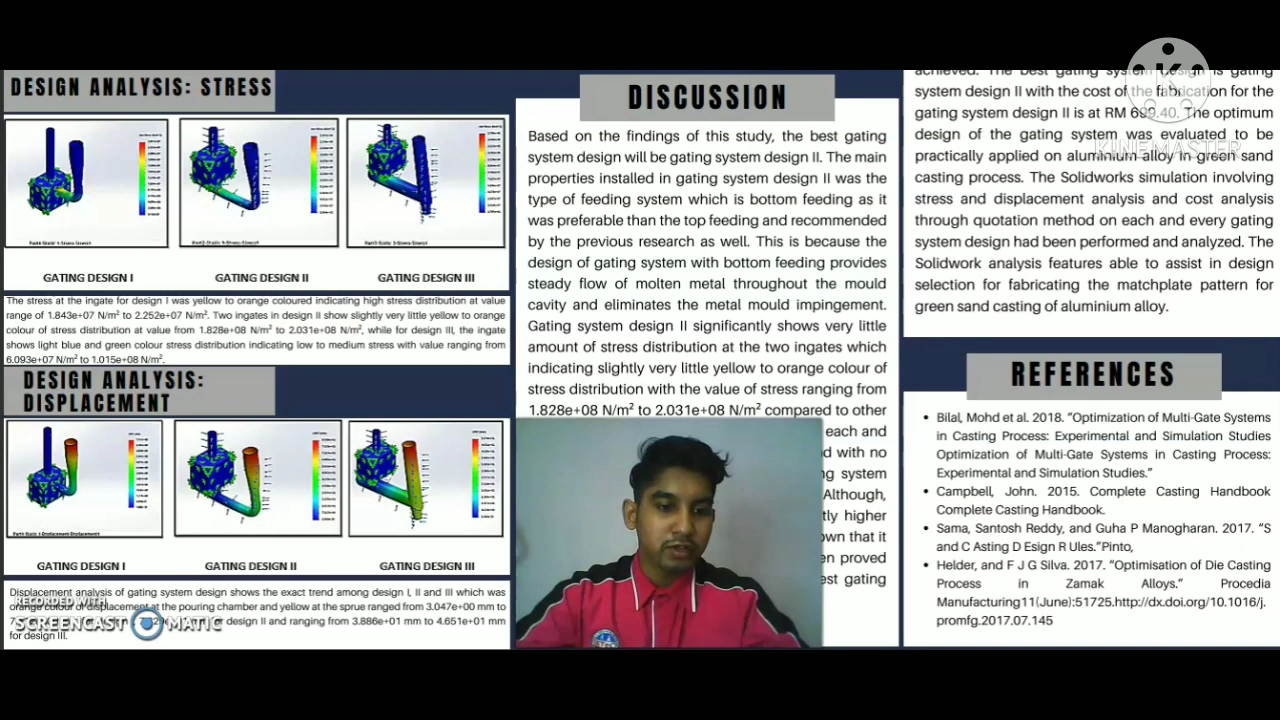 DESIGN ANALYSIS: STRESS
GATING DESIGN I
GATING DESIGN II
GATING DESIGN III
The stress at the ingate for design I was yellow to orange coloured indicating high stress distribution at value
range of 1.843e+07 N/m² to 2.252e+07 N/m². Two ingates in design II show slightly very little yellow to orange
colour of stress distribution at value from 1.828e+08 N/m² to 2.031e+08 N/m², while for design III, the ingate
shows light blue and green colour stress distribution indicating low to medium stress with value ranging from
6.093e+07 N/m² to 1.015e+08 N/m².
DESIGN ANALYSIS:
DISPLACEMENT
GATING DESIGN I
GATING DESIGN II
GATING DESIGN III
Displacement analysis of gating system design shows the exact trend among design I, II and III which was
orange colour of displacement at the pouring chamber and yellow at the sprue ranged from 3.047e+00 mm to
design II and ranging from 3.886e+01 mm to 4.651e+01 mm
for design III.
RECORDED WITH
SCREENCAST MATIC
DISCUSSION
Based on the findings of this study, the best gating
system design will be gating system design II. The main
properties installed in gating system design II was the
type of feeding system which is bottom feeding as it
was preferable than the top feeding and recommended
by the previous research as well. This is because the
design of gating system with bottom feeding provides
steady flow of molten metal throughout the mould
cavity and eliminates the metal mould impingement.
Gating system design II significantly shows very little
amount of stress distribution at the two ingates which
indicating slightly very little yellow to orange colour of
stress distribution with the value of stress ranging from
1.828e+08 N/m² to 2.031e+08 N/m² compared to other
each and
with no
system
Although,
higher
that it
proved
gating
achieved. The best gating system design is gating
system design II with the cost of the fabrication for the
gating system design II is at RM 699.40. The optimum
design of the gating system was evaluated to be
practically applied on aluminium alloy in green sand
casting process. The Solidworks simulation involving
stress and displacement analysis and cost analysis
through quotation method on each and every gating
system design had been performed and analyzed. The
Solidwork analysis features able to assist in design
selection for fabricating the matchplate pattern for
green sand casting of aluminium alloy.
KINEMASTER
REFERENCES
• Bilal, Mohd et al. 2018. “Optimization of Multi-Gate Systems
in Casting Process: Experimental and Simulation Studies
Optimization of Multi-Gate Systems in Casting Process:
Experimental and Simulation Studies.”
• Campbell, John. 2015. Complete Casting Handbook
Complete Casting Handbook.
• Sama, Santosh Reddy, and Guha P Manogharan. 2017. “S
and C Asting D Esign R Ules.”Pinto,
• Helder, and F J G Silva. 2017. “Optimisation of Die Casting
Process in Zamak Alloys.” Procedia
Manufacturing11(June):51725.http://dx.doi.org/10.1016/j.
promfg.2017.07.145